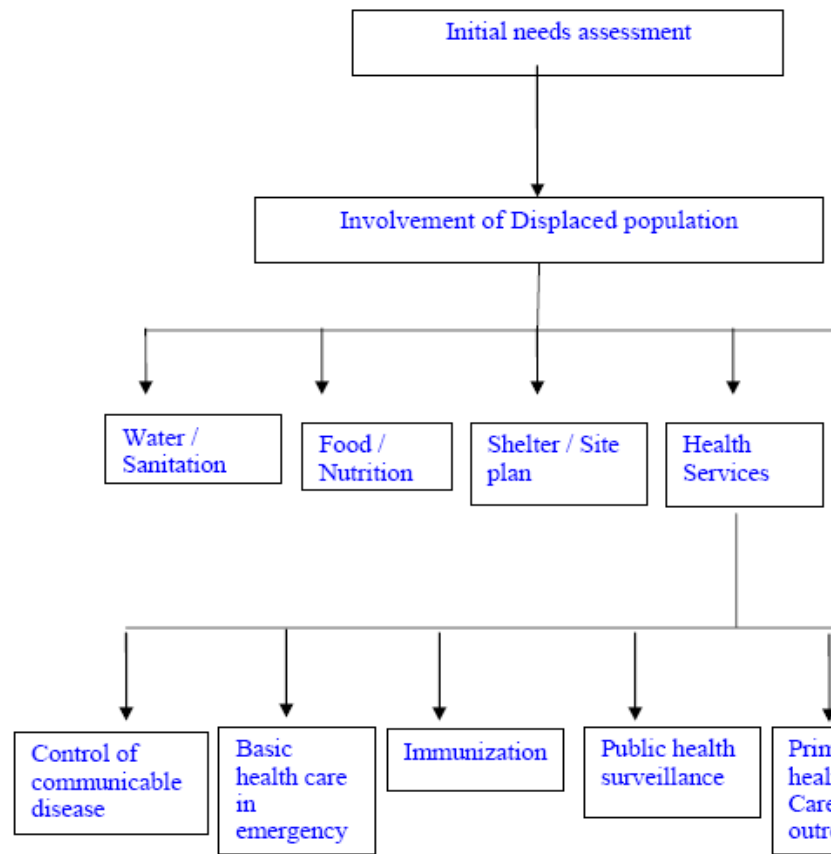 Initial needs assessment
Involvement of Displaced population
Water /
Sanitation
Food /
Nutrition
Shelter / Site
plan
Health
Services
Control of
communicable
disease
Basic
health care
in
emergency
Immunization
Public health
surveillance
Care